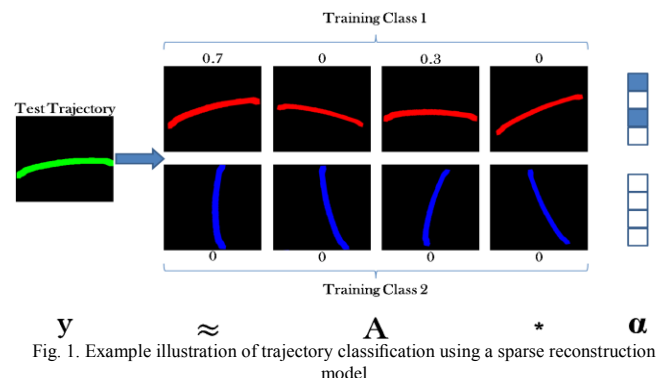 Training Class 1
0.7 0 0.3 0
Test Trajectory
0 0 0 0
Training Class 2
y ≈ A * α
Fig. 1. Example illustration of trajectory classification using a sparse reconstruction
model